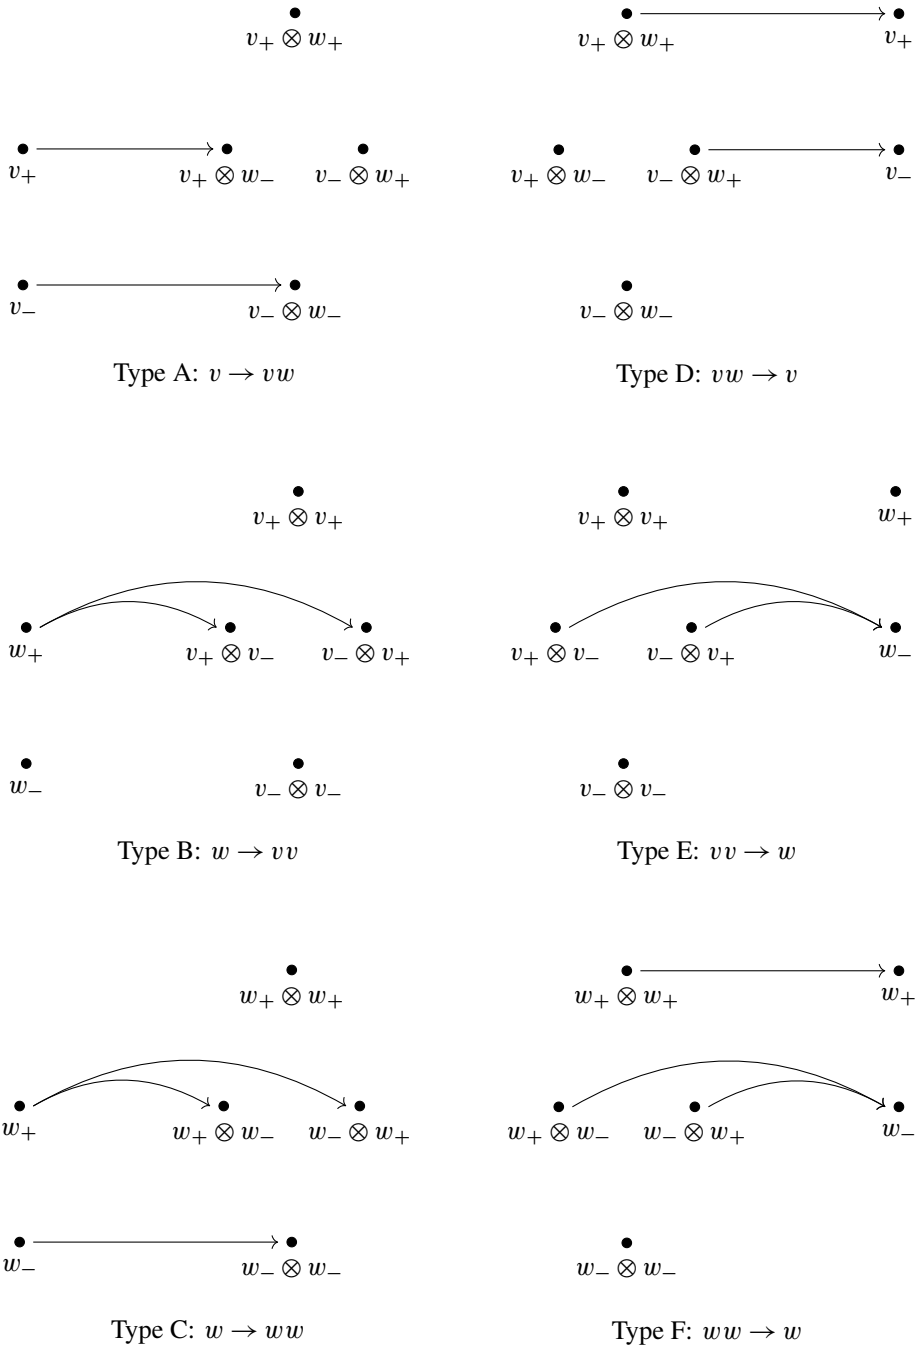 v₊ ⊗ w₊
v₊ ⊗ w₊
v₊
v₊
v₊ ⊗ w₋
v₋ ⊗ w₊
v₊ ⊗ w₋
v₋ ⊗ w₊
v₋
v₋
v₋ ⊗ w₋
v₋ ⊗ w₋
Type A: v → vw
Type D: vw → v
v₊ ⊗ v₊
v₊ ⊗ v₊
w₊
w₊
v₊ ⊗ v₋
v₋ ⊗ v₊
v₊ ⊗ v₋
v₋ ⊗ v₊
w₋
w₋
v₋ ⊗ v₋
v₋ ⊗ v₋
Type B: w → vv
Type E: vv → w
w₊ ⊗ w₊
w₊ ⊗ w₊
w₊
w₊
w₊ ⊗ w₋
w₋ ⊗ w₊
w₊ ⊗ w₋
w₋ ⊗ w₊
w₋
w₋
w₋ ⊗ w₋
w₋ ⊗ w₋
Type C: w → ww
Type F: ww → w